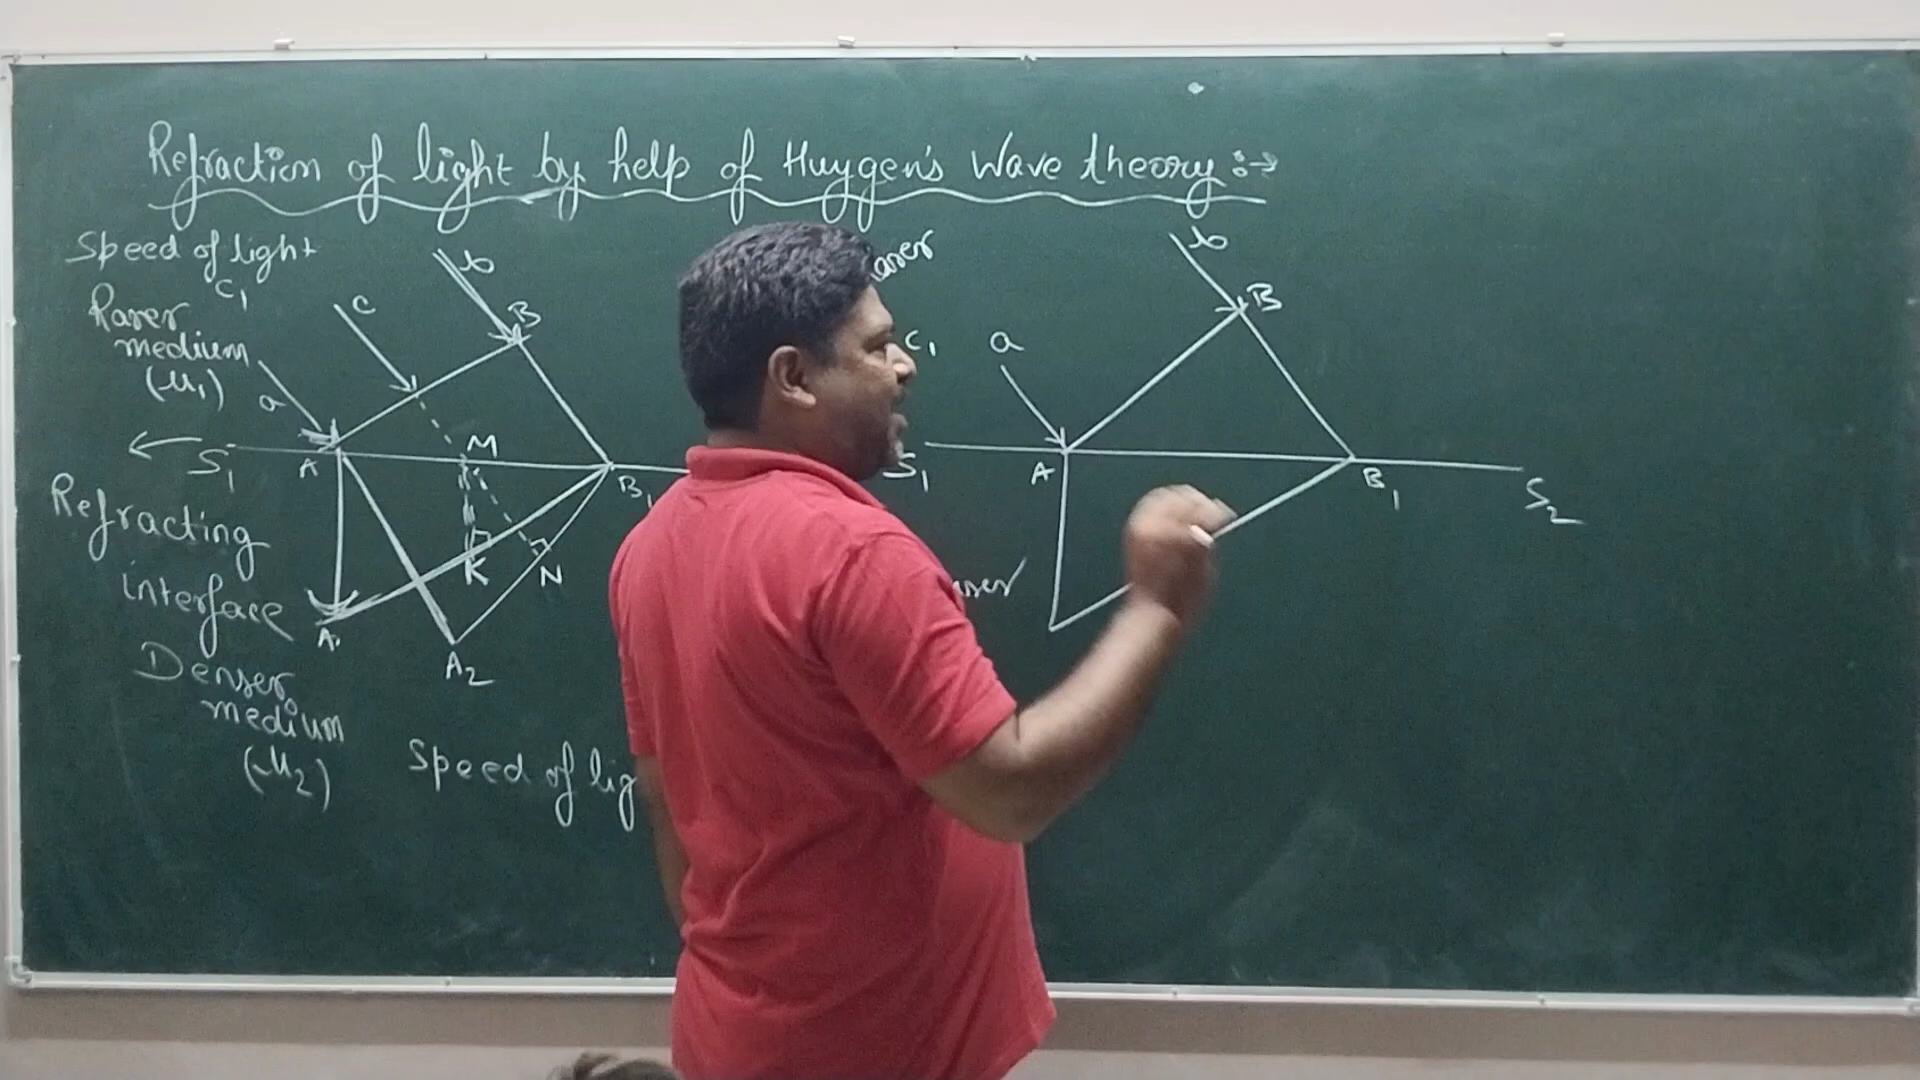 Refraction of light by help of Huygen's Wave theory :→
Speed of light
C1
Rarer
medium
(μ1)
a
c
b
B
A
M
B1
S1
K
N
A1
A2
Refracting
interface
Denser
medium
(μ2)
Speed of
C1
a
b
B
A
B1
S1
S2